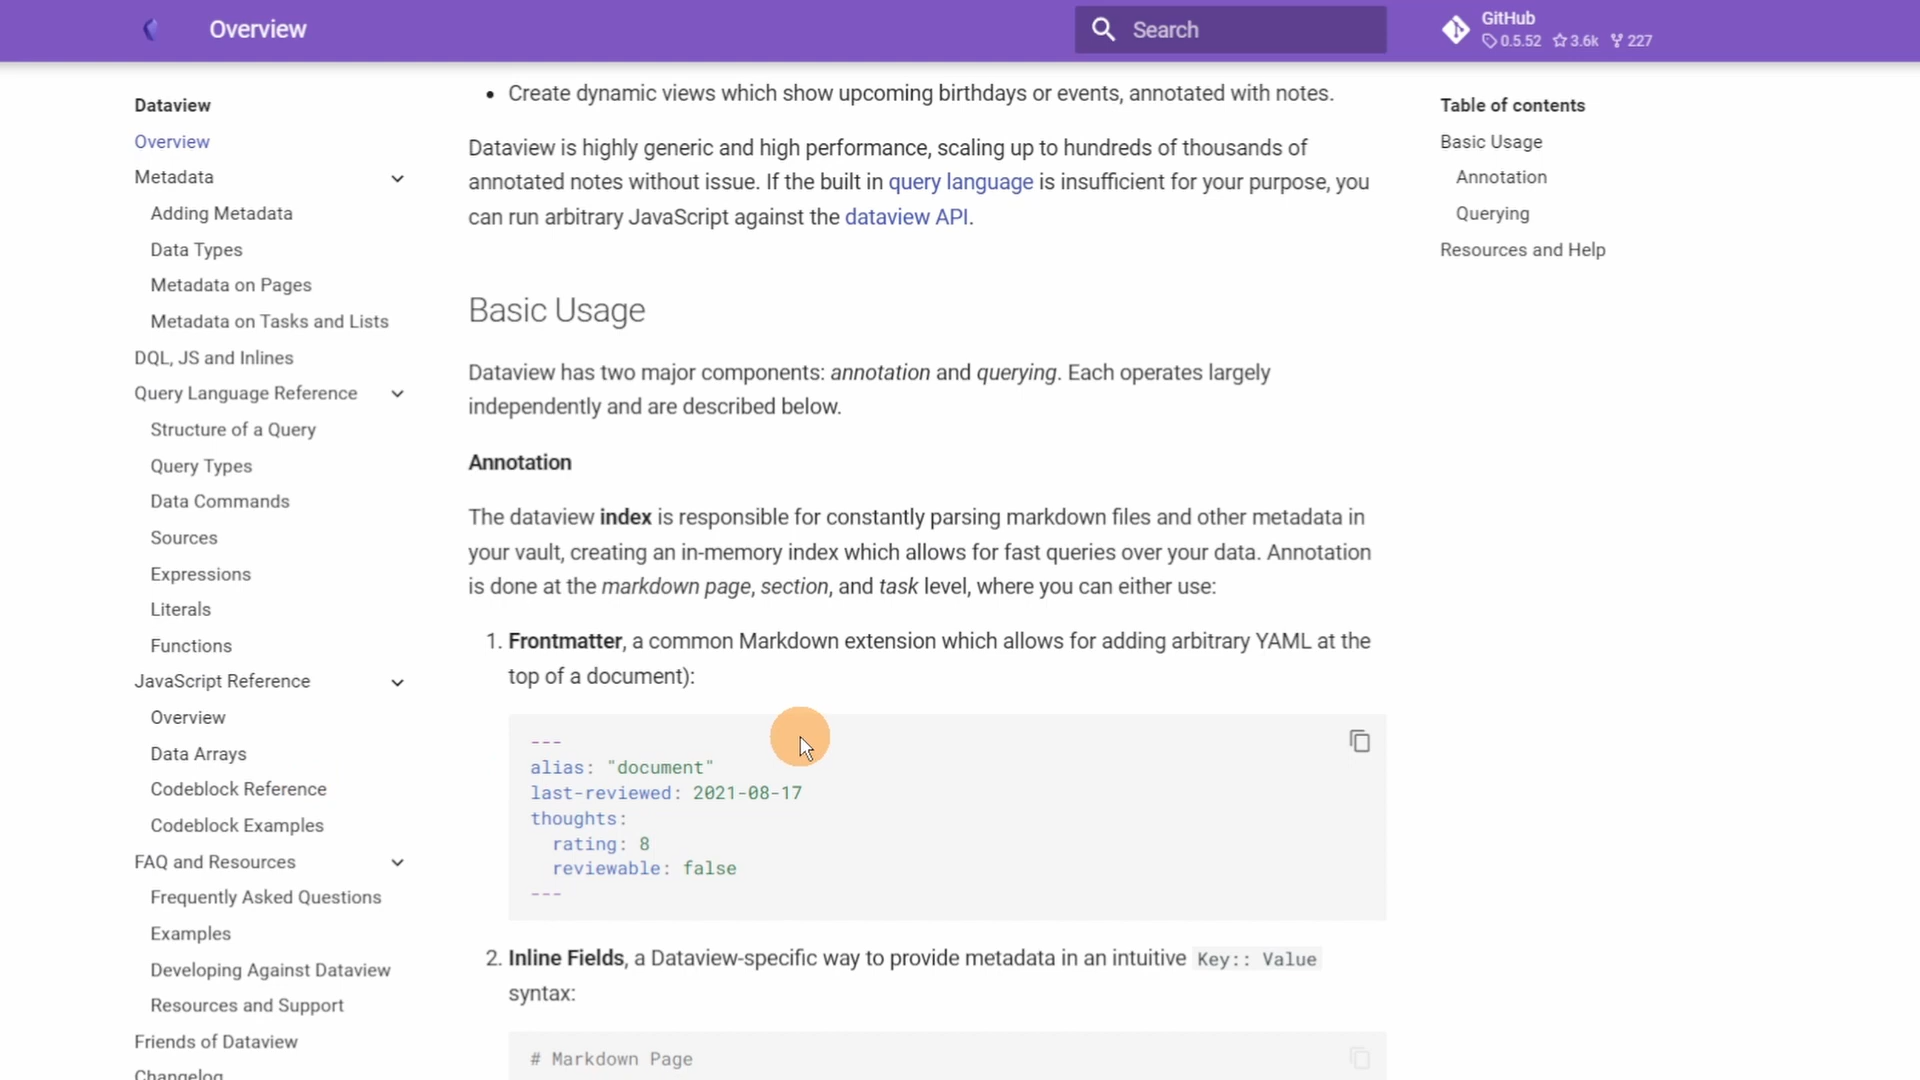 Overview
Search
GitHub
0.5.52 3.6k 227
Dataview
Overview
Metadata
Adding Metadata
Data Types
Metadata on Pages
Metadata on Tasks and Lists
DQL, JS and Inlines
Query Language Reference
Structure of a Query
Query Types
Data Commands
Sources
Expressions
Literals
Functions
JavaScript Reference
Overview
Data Arrays
Codeblock Reference
Codeblock Examples
FAQ and Resources
Frequently Asked Questions
Examples
Developing Against Dataview
Resources and Support
Friends of Dataview
Changelog
• Create dynamic views which show upcoming birthdays or events, annotated with notes.
Dataview is highly generic and high performance, scaling up to hundreds of thousands of
annotated notes without issue. If the built in query language is insufficient for your purpose, you
can run arbitrary JavaScript against the dataview API.
Basic Usage
Dataview has two major components: annotation and querying. Each operates largely
independently and are described below.
Annotation
The dataview index is responsible for constantly parsing markdown files and other metadata in
your vault, creating an in-memory index which allows for fast queries over your data. Annotation
is done at the markdown page, section, and task level, where you can either use:
1. Frontmatter, a common Markdown extension which allows for adding arbitrary YAML at the
top of a document):
---
alias: "document"
last-reviewed: 2021-08-17
thoughts:
  rating: 8
  reviewable: false
---
2. Inline Fields, a Dataview-specific way to provide metadata in an intuitive Key:: Value
syntax:
# Markdown Page
Table of contents
Basic Usage
Annotation
Querying
Resources and Help